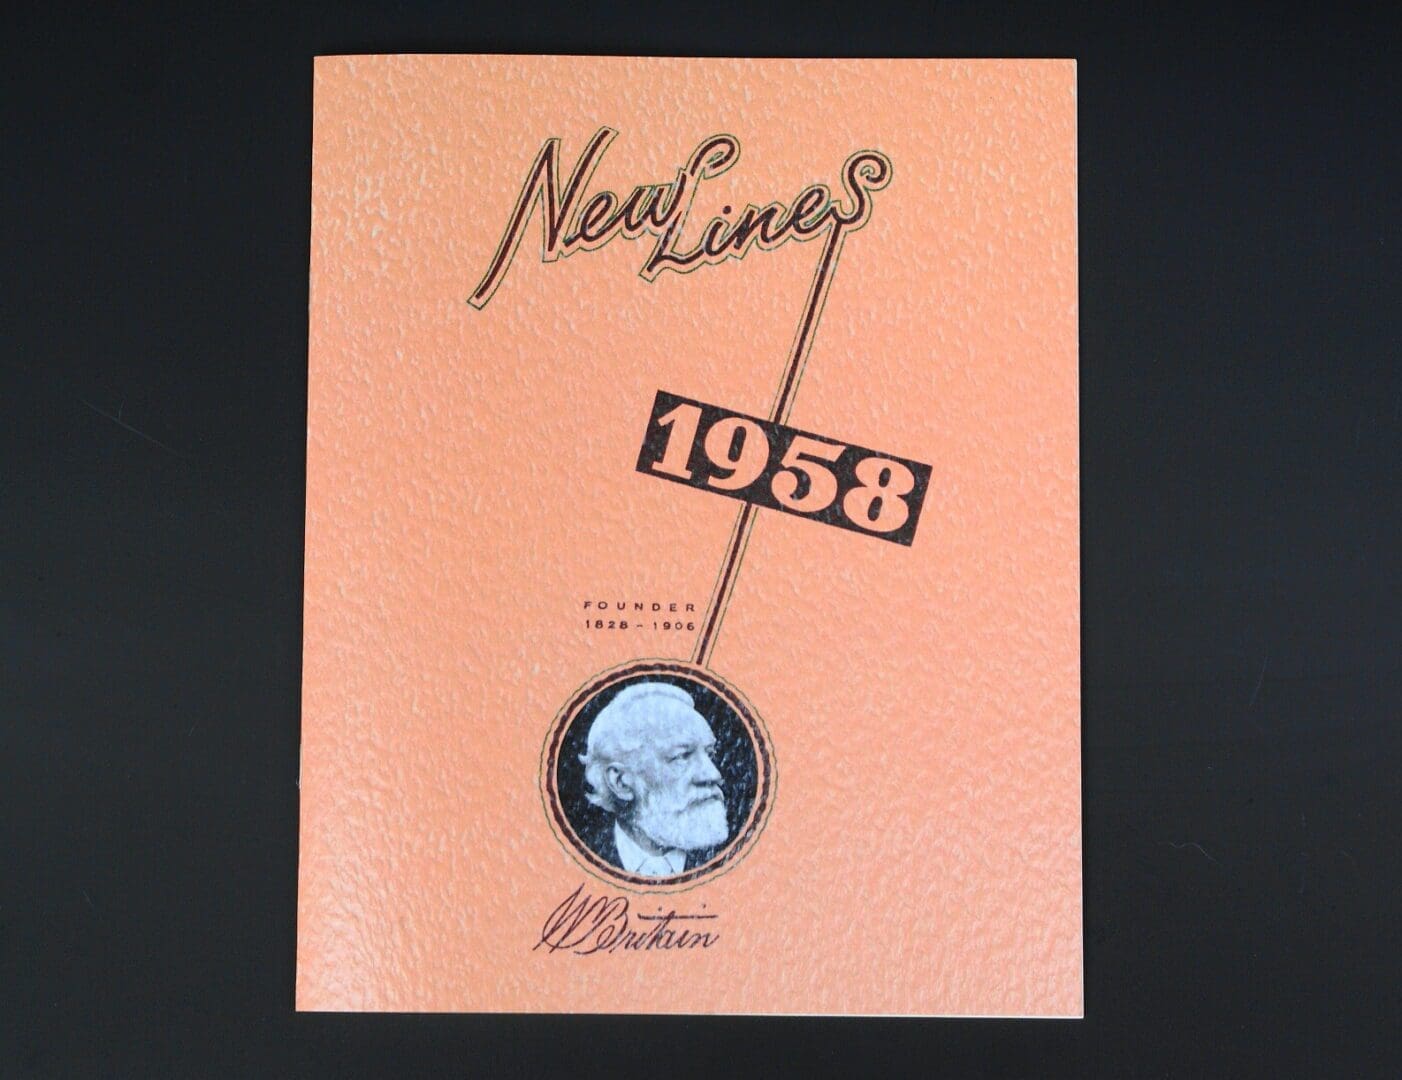 New Lines
1958
FOUNDER
1828 - 1906
W Britain